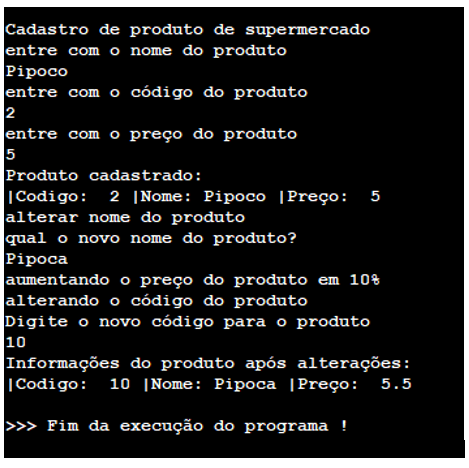 Cadastro de produto de supermercado
entre com o nome do produto
Pipoco
entre com o código do produto
2
entre com o preço do produto
5
Produto cadastrado:
|Codigo:  2 |Nome: Pipoco |Preço:  5
alterar nome do produto
qual o novo nome do produto?
Pipoca
aumentando o preço do produto em 10%
alterando o código do produto
Digite o novo código para o produto
10
Informações do produto após alterações:
|Codigo:  10 |Nome: Pipoca |Preço:  5.5
>>> Fim da execução do programa !